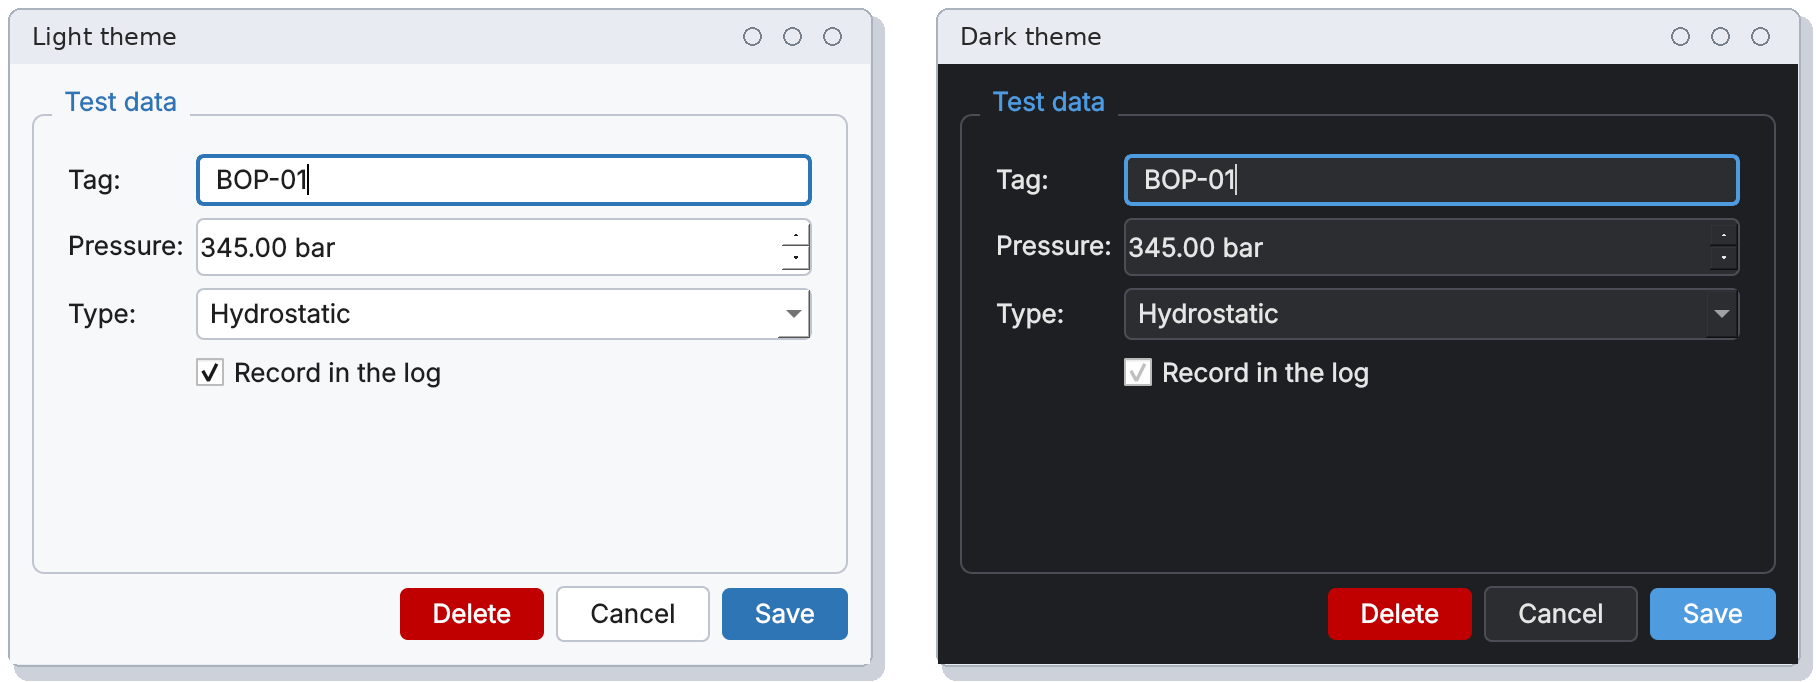 Light theme
Test data
Tag: BOP-01
Pressure: 345.00 bar
Type: Hydrostatic
Record in the log
Delete Cancel Save
Dark theme
Test data
Tag: BOP-01
Pressure: 345.00 bar
Type: Hydrostatic
Record in the log
Delete Cancel Save